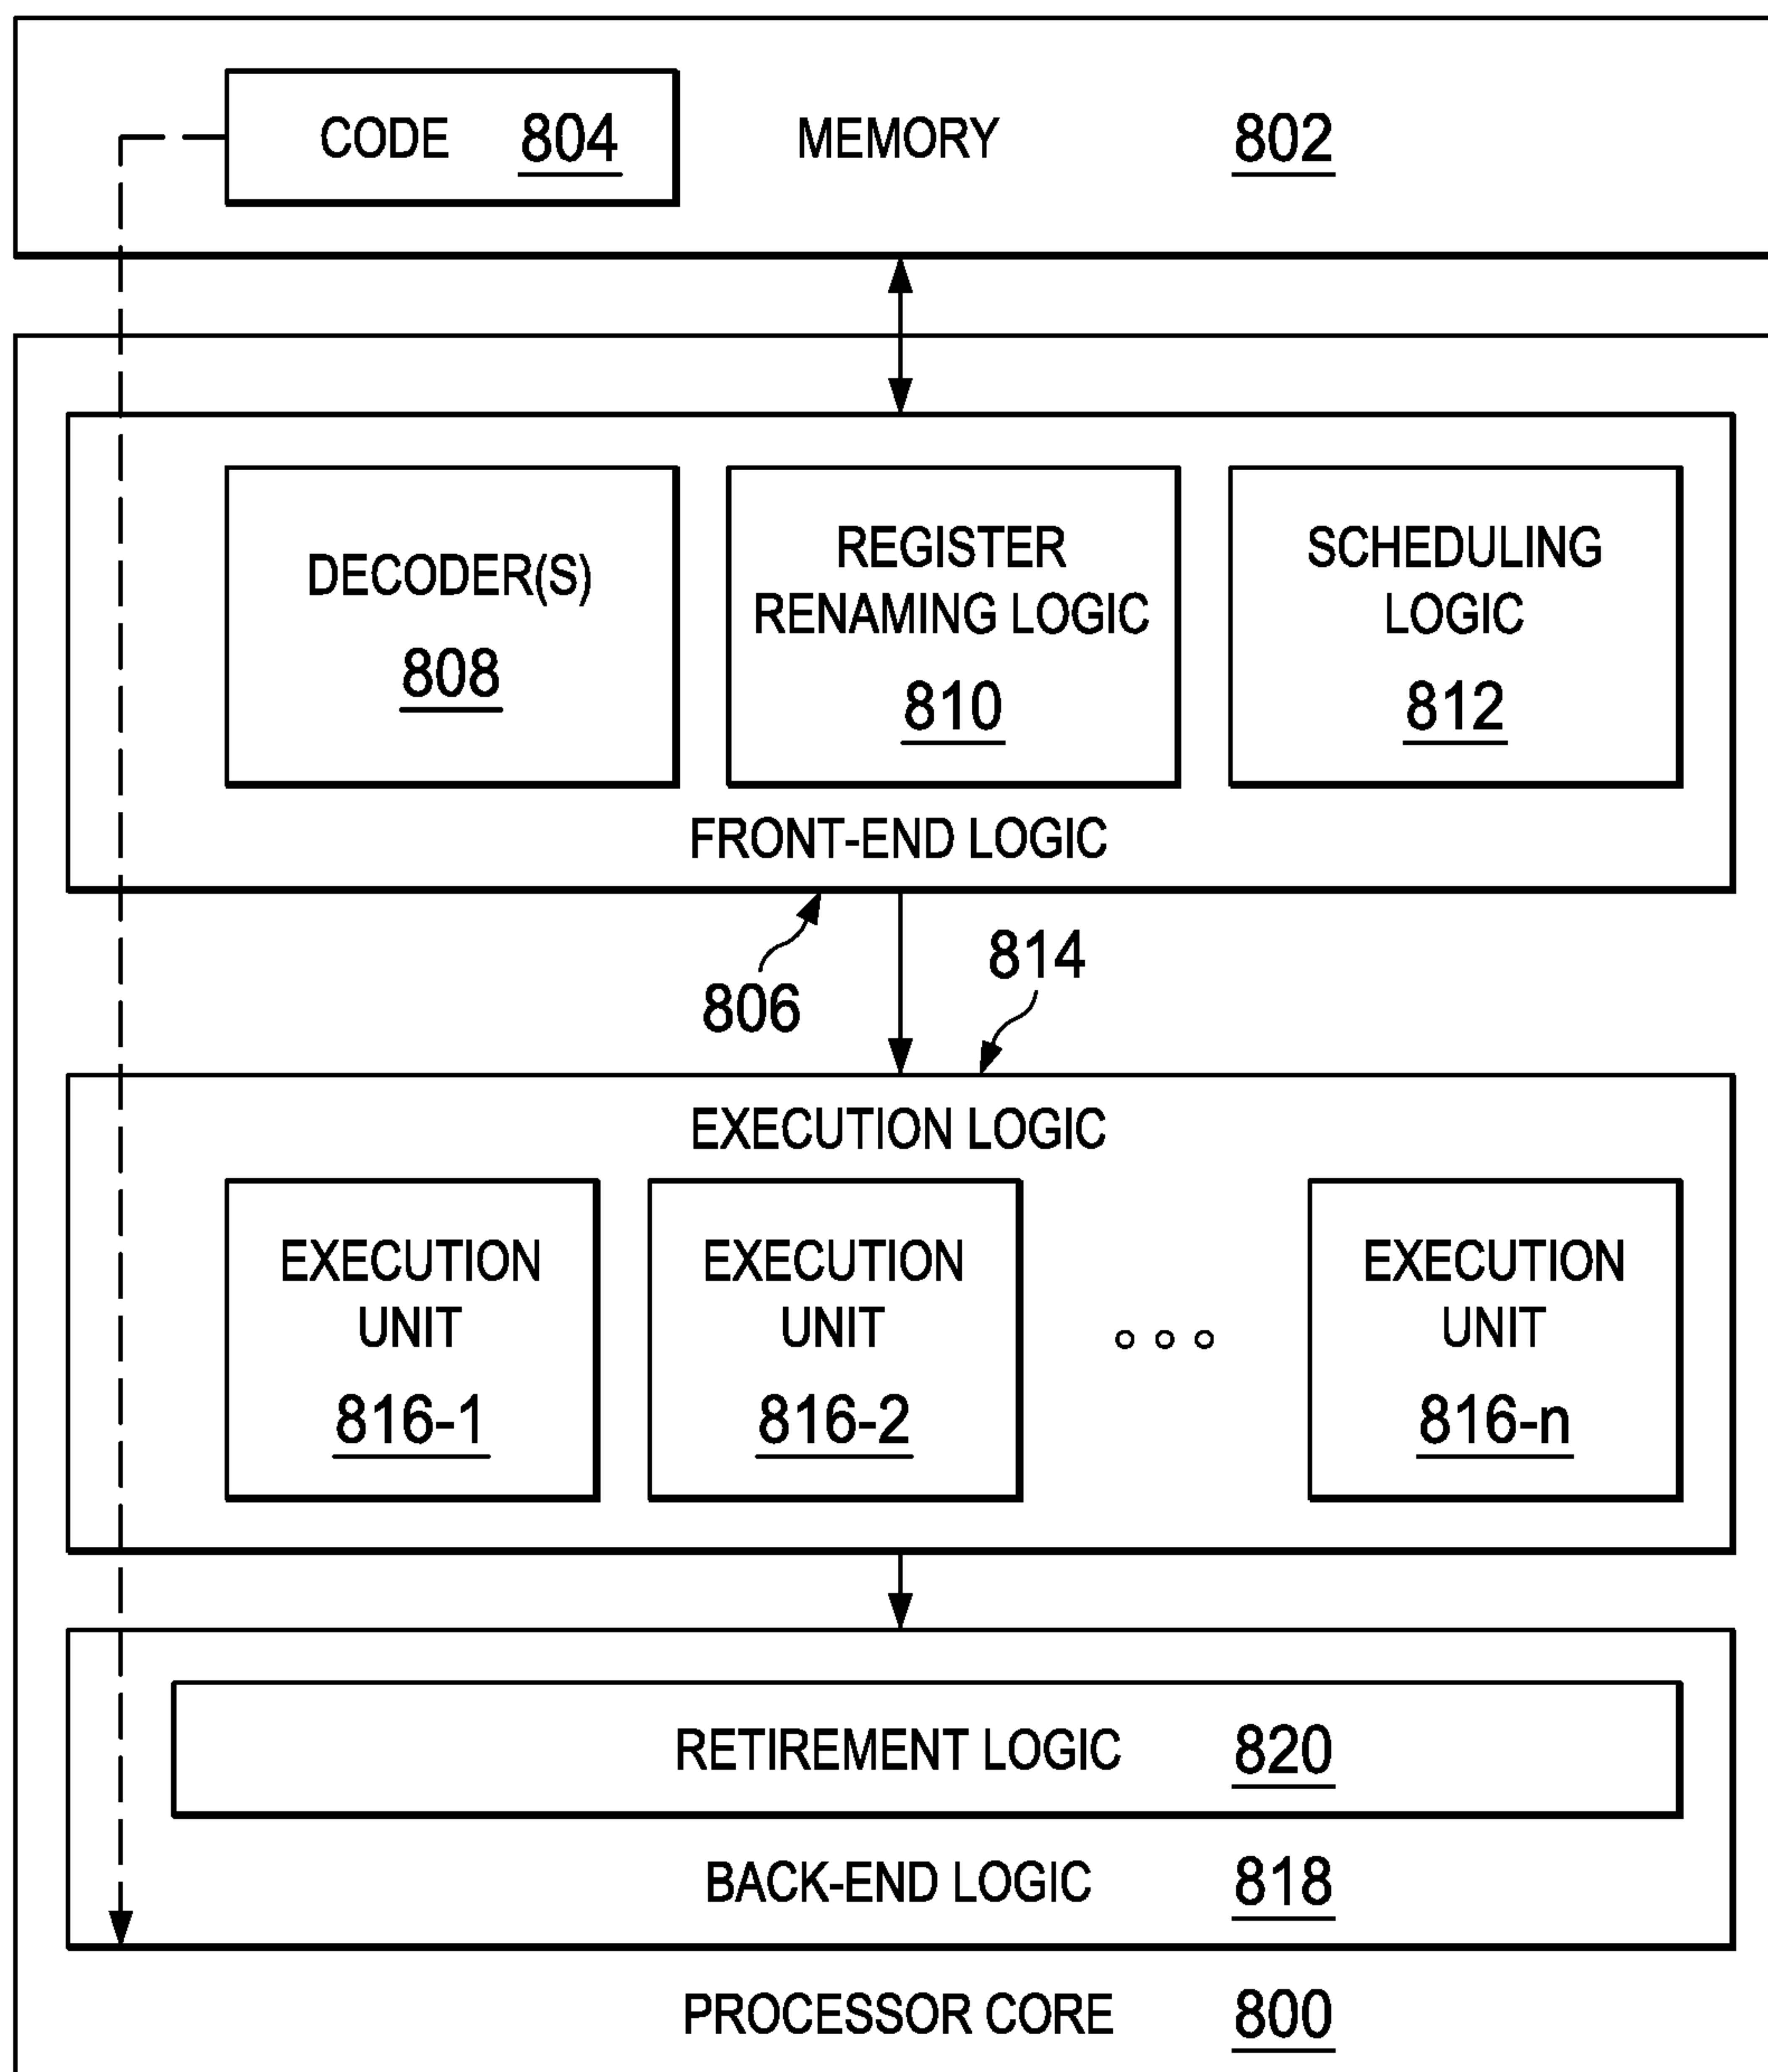 CODE 804 MEMORY 802
DECODER(S)
808
REGISTER
RENAMING LOGIC
810
SCHEDULING
LOGIC
812
FRONT-END LOGIC
806
814
EXECUTION LOGIC
EXECUTION
UNIT
816-1
EXECUTION
UNIT
816-2
EXECUTION
UNIT
816-n
RETIREMENT LOGIC 820
BACK-END LOGIC 818
PROCESSOR CORE 800